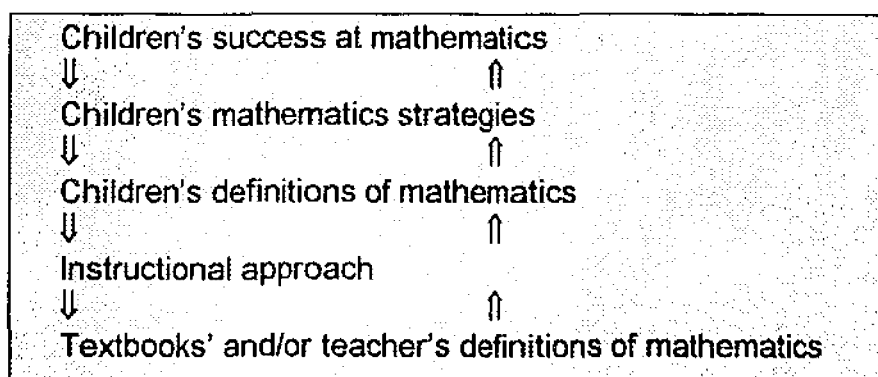 Children's success at mathematics
⇓ ⇑
Children's mathematics strategies
⇓ ⇑
Children's definitions of mathematics
⇓ ⇑
Instructional approach
⇓ ⇑
Textbooks' and/or teacher's definitions of mathematics